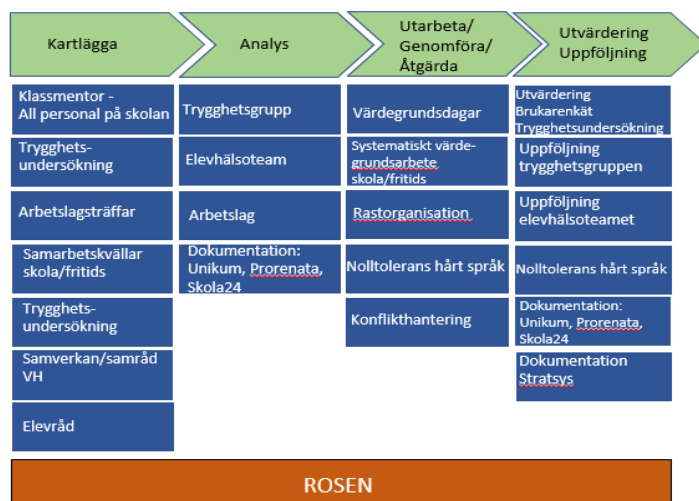 Kartlägga
Analys
Utarbeta/
Genomföra/
Åtgärda
Utvärdering
Uppföljning
Klassmentor -
All personal på skolan
Trygghets-
undersökning
Arbetslagsträffar
Samarbetskvällar
skola/fritids
Trygghets-
undersökning
Samverkan/samråd
VH
Elevråd
Trygghetsgrupp
Elevhälsoteam
Arbetslag
Dokumentation:
Unikum, Prorenata,
Skola24
Värdegrundsdagar
Systematiskt värde-
grundsarbete
skola/fritids
Rastorganisation
Nolltolerans hårt språk
Konflikthantering
Utvärdering
Brukarenkät
Trygghetsundersökning
Uppföljning
trygghetsgruppen
Uppföljning
elevhälsoteamet
Nolltolerans hårt språk
Dokumentation:
Unikum, Prorenata,
Skola24
Dokumentation
Stratsys
ROSEN